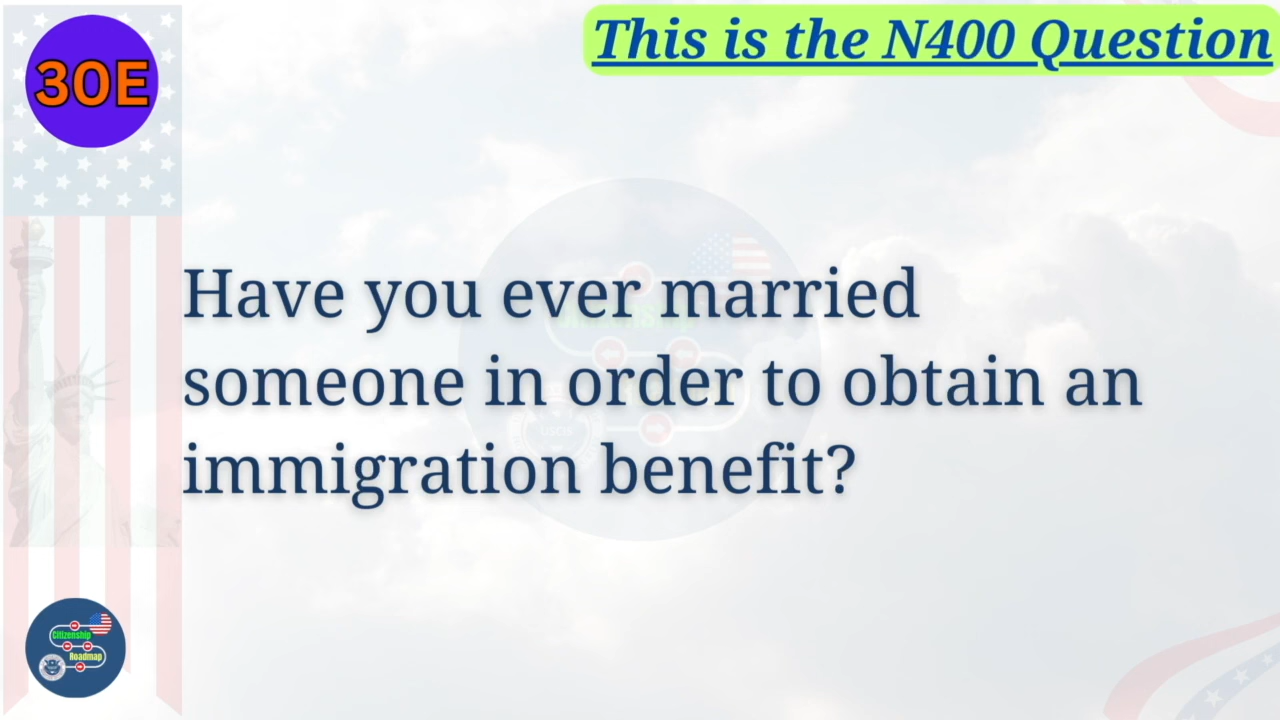 30E
This is the N400 Question
Have you ever married
someone in order to obtain an
immigration benefit?
Citizenship
Roadmap